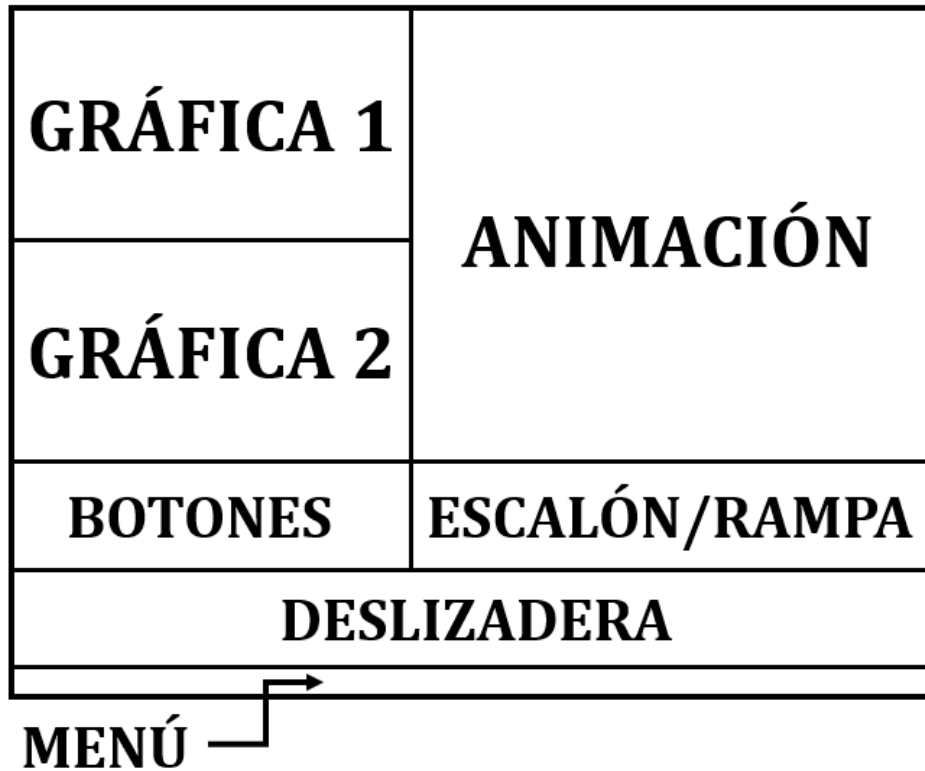 GRÁFICA 1
ANIMACIÓN
GRÁFICA 2
BOTONES
ESCALÓN/RAMPA
DESLIZADERA
MENÚ